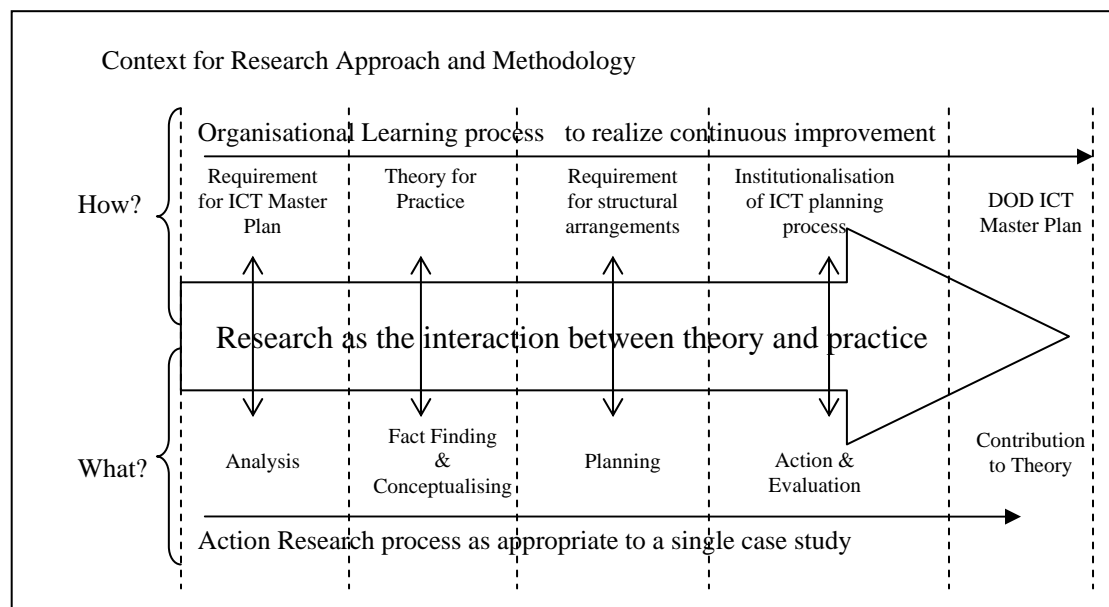 Context for Research Approach and Methodology
Organisational Learning process to realize continuous improvement
How?
Requirement
for ICT Master
Plan
Theory for
Practice
Requirement
for structural
arrangements
Institutionalisation
of ICT planning
process
DOD ICT
Master Plan
Research as the interaction between theory and practice
What?
Analysis
Fact Finding
&
Conceptualising
Planning
Action &
Evaluation
Contribution
to Theory
Action Research process as appropriate to a single case study